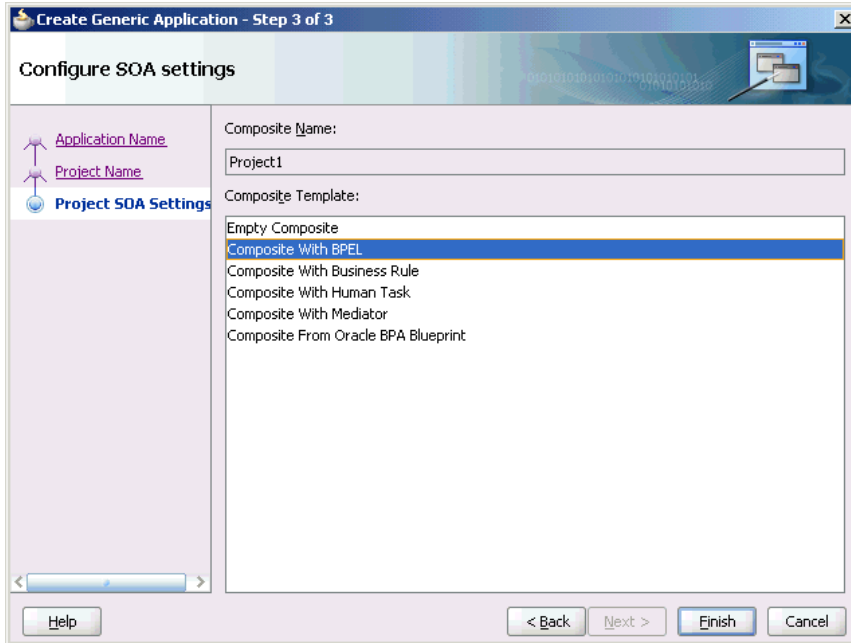 Create Generic Application - Step 3 of 3
Configure SOA settings
Application Name
Project Name
Project SOA Settings
Composite Name:
Project1
Composite Template:
Empty Composite
Composite With BPEL
Composite With Business Rule
Composite With Human Task
Composite With Mediator
Composite From Oracle BPA Blueprint
Help
< Back
Next >
Finish
Cancel